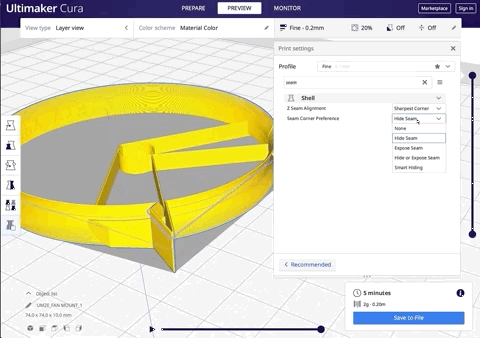 Ultimaker Cura
PREPARE
PREVIEW
MONITOR
Marketplace
Sign in
View type Layer view
Color scheme Material Color
Fine - 0.2mm
20%
Off
Off
Print settings
Profile
Fine
seam
Shell
Z Seam Alignment
Sharpest Corner
Seam Corner Preference
Hide Seam
None
Hide Seam
Expose Seam
Hide or Expose Seam
Smart Hiding
Recommended
Object list
UM2E_FAN MOUNT_1
74.0 x 74.0 x 10.0 mm
5 minutes
2g · 0.20m
Save to File